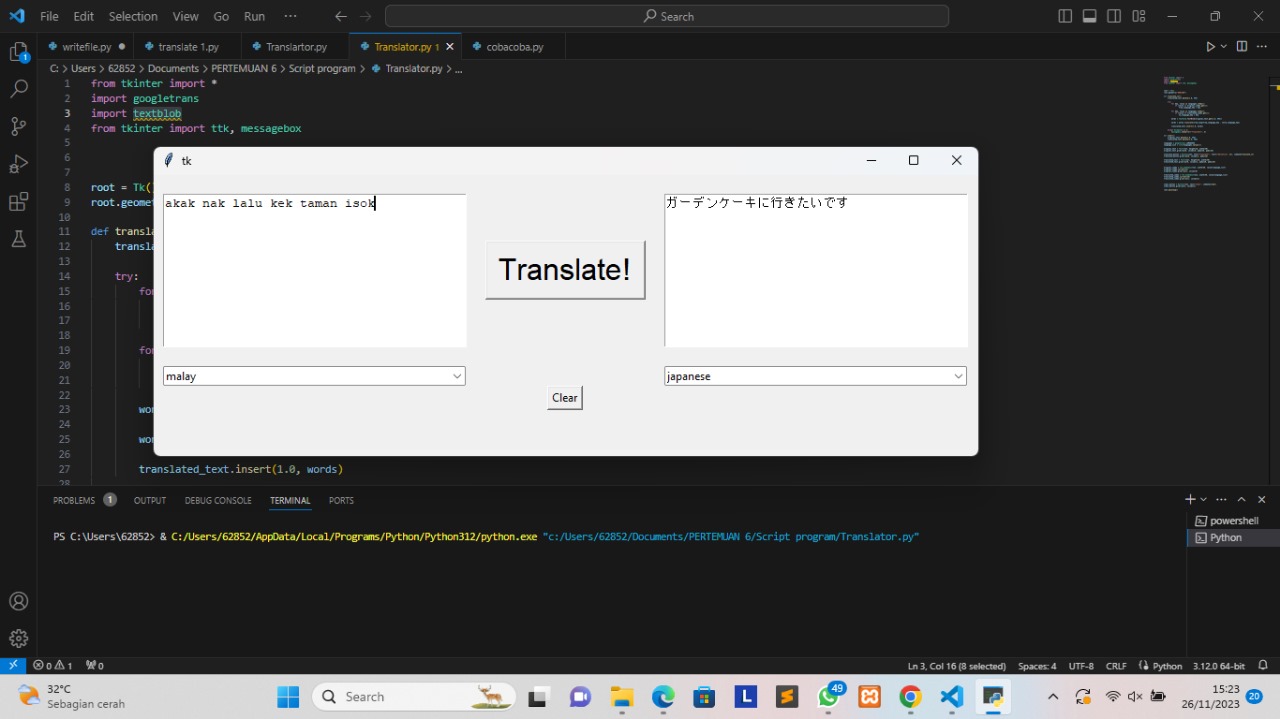 File Edit Selection View Go Run ··· Search
writefile.py translate 1.py Translartor.py Translator.py 1 cobacoba.py
C: > Users > 62852 > Documents > PERTEMUAN 6 > Script program > Translator.py > ...
1 from tkinter import *
2 import googletrans
3 import textblob
4 from tkinter import ttk, messagebox
5
6
7
8 root = Tk(
9 root.geomet
10
11 def transla
12 transla
13
14 try:
15 for
16
17
18
19 for
20
21
22
23 wor
24
25 wor
26
27 translated_text.insert(1.0, words)
28
tk
akak nak lalu kek taman isok
ガーデンケーキに行きたいです
Translate!
malay
japanese
Clear
PROBLEMS 1 OUTPUT DEBUG CONSOLE TERMINAL PORTS
PS C:\Users\62852> & C:/Users/62852/AppData/Local/Programs/Python/Python312/python.exe "c:/Users/62852/Documents/PERTEMUAN 6/Script program/Translator.py"
powershell
Python
0 1 0 Ln 3, Col 16 (8 selected) Spaces: 4 UTF-8 CRLF Python 3.12.0 64-bit
32°C
Sebagian cerah
Search
L
S
49
15:23
26/11/2023
20
1